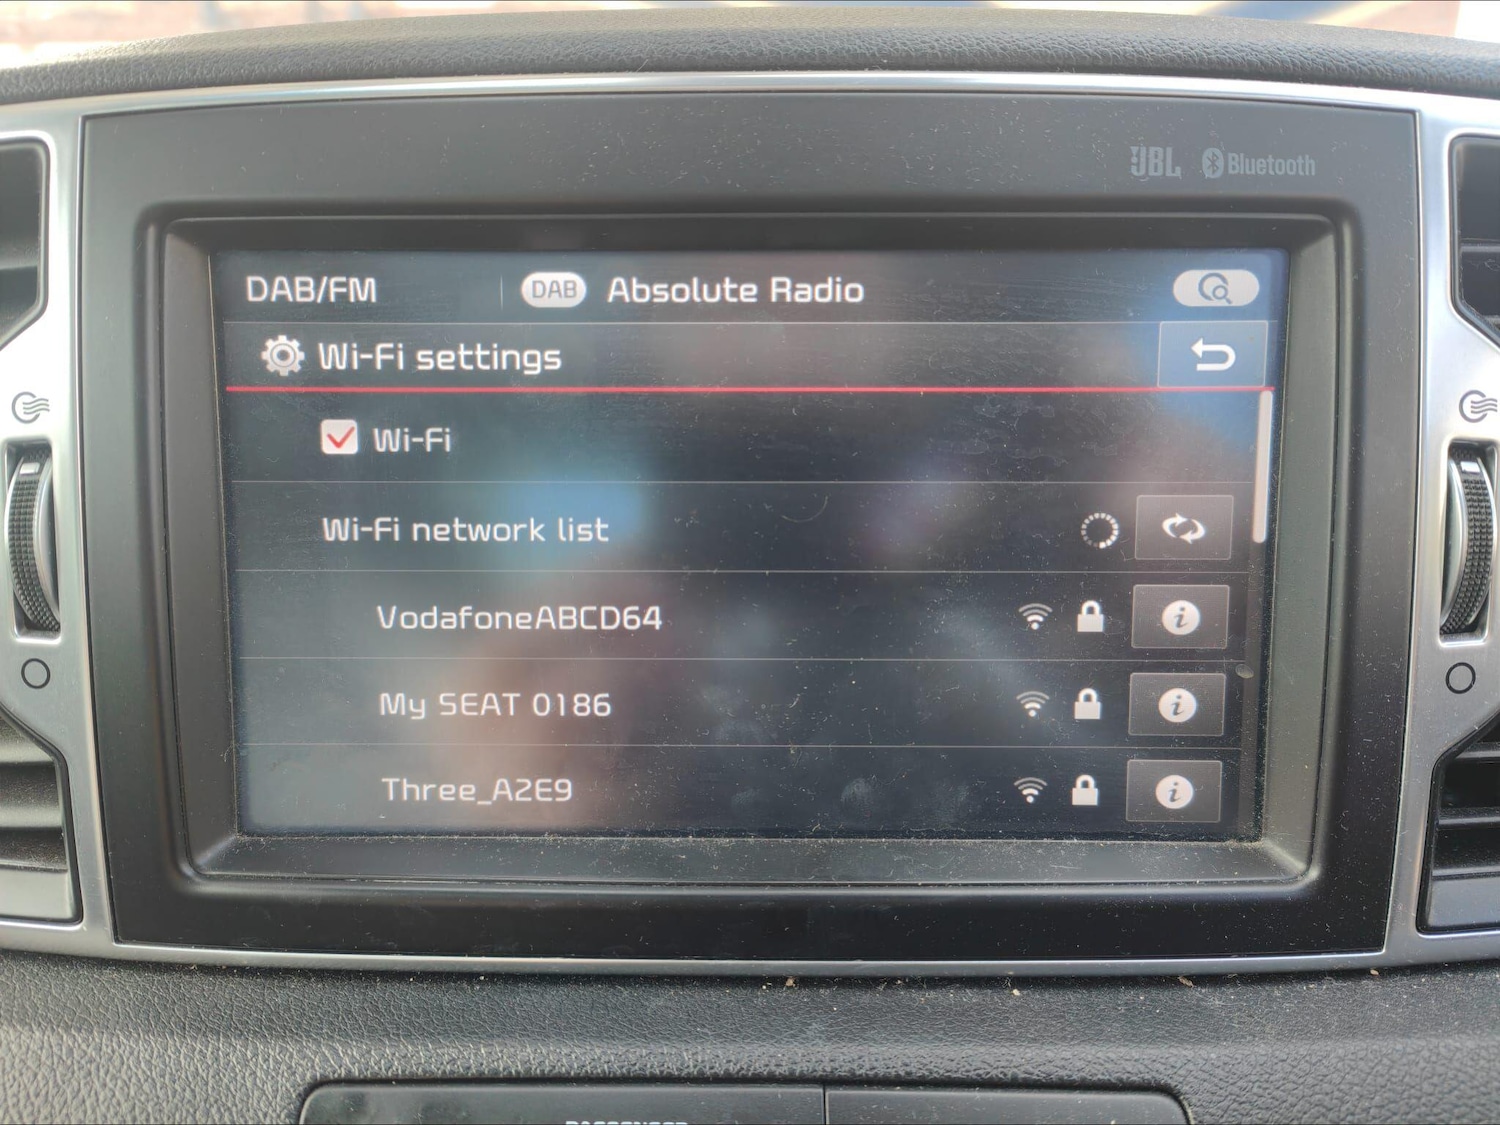 JBL Bluetooth
DAB/FM DAB Absolute Radio
Wi-Fi settings
Wi-Fi
Wi-Fi network list
VodafoneABCD64
My SEAT 0186
Three_A2E9